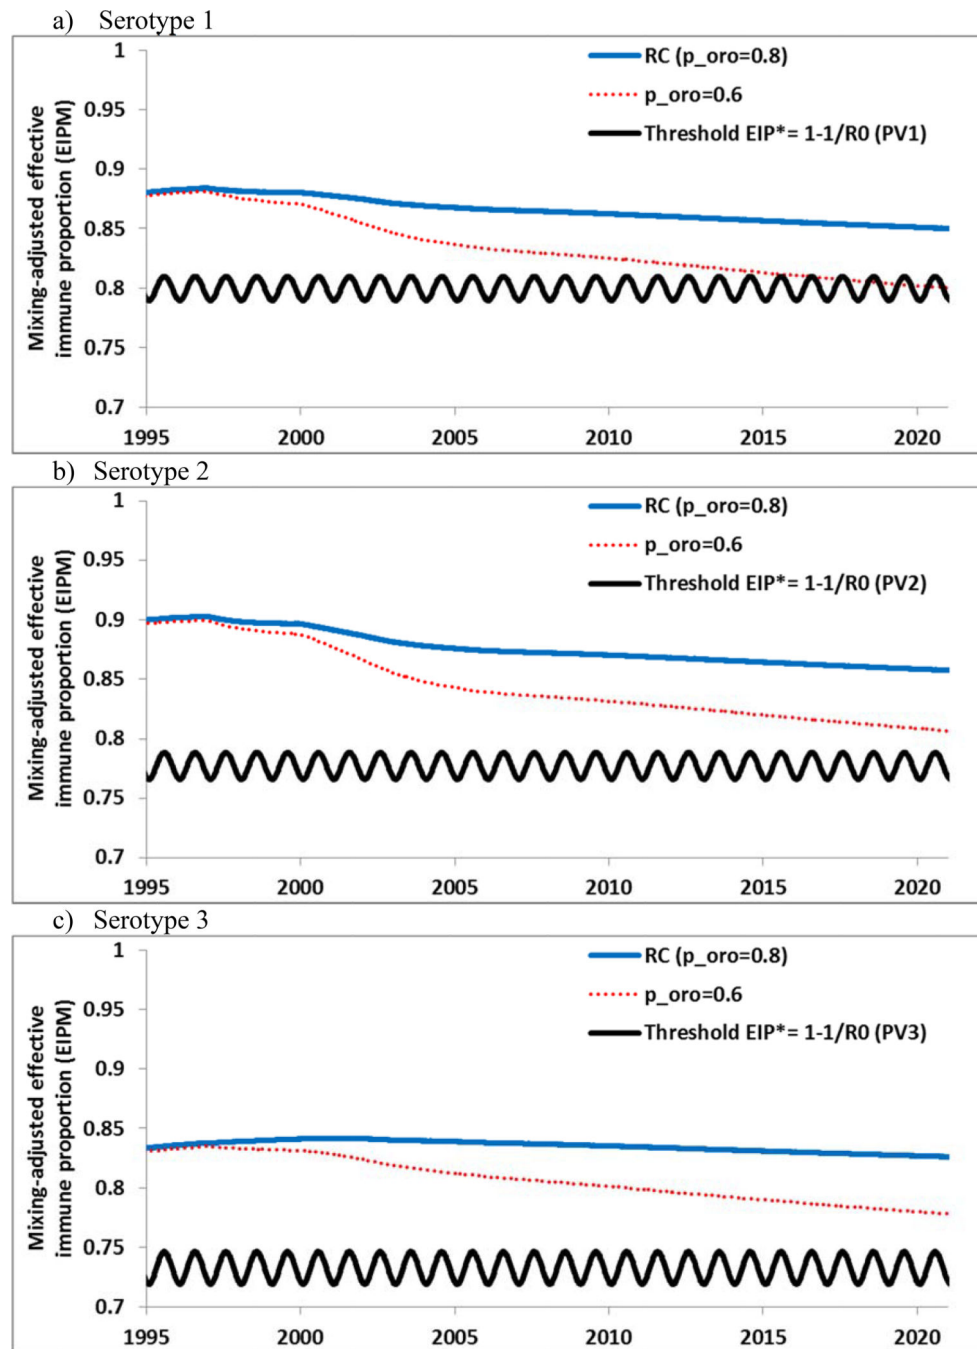 a) Serotype 1
Mixing-adjusted effective
immune proportion (EIPM)
1
0.95
0.9
0.85
0.8
0.75
0.7
RC (p_oro=0.8)
p_oro=0.6
Threshold EIP*= 1-1/R0 (PV1)
1995 2000 2005 2010 2015 2020
b) Serotype 2
Mixing-adjusted effective
immune proportion (EIPM)
1
0.95
0.9
0.85
0.8
0.75
0.7
RC (p_oro=0.8)
p_oro=0.6
Threshold EIP*= 1-1/R0 (PV2)
1995 2000 2005 2010 2015 2020
c) Serotype 3
Mixing-adjusted effective
immune proportion (EIPM)
1
0.95
0.9
0.85
0.8
0.75
0.7
RC (p_oro=0.8)
p_oro=0.6
Threshold EIP*= 1-1/R0 (PV3)
1995 2000 2005 2010 2015 2020